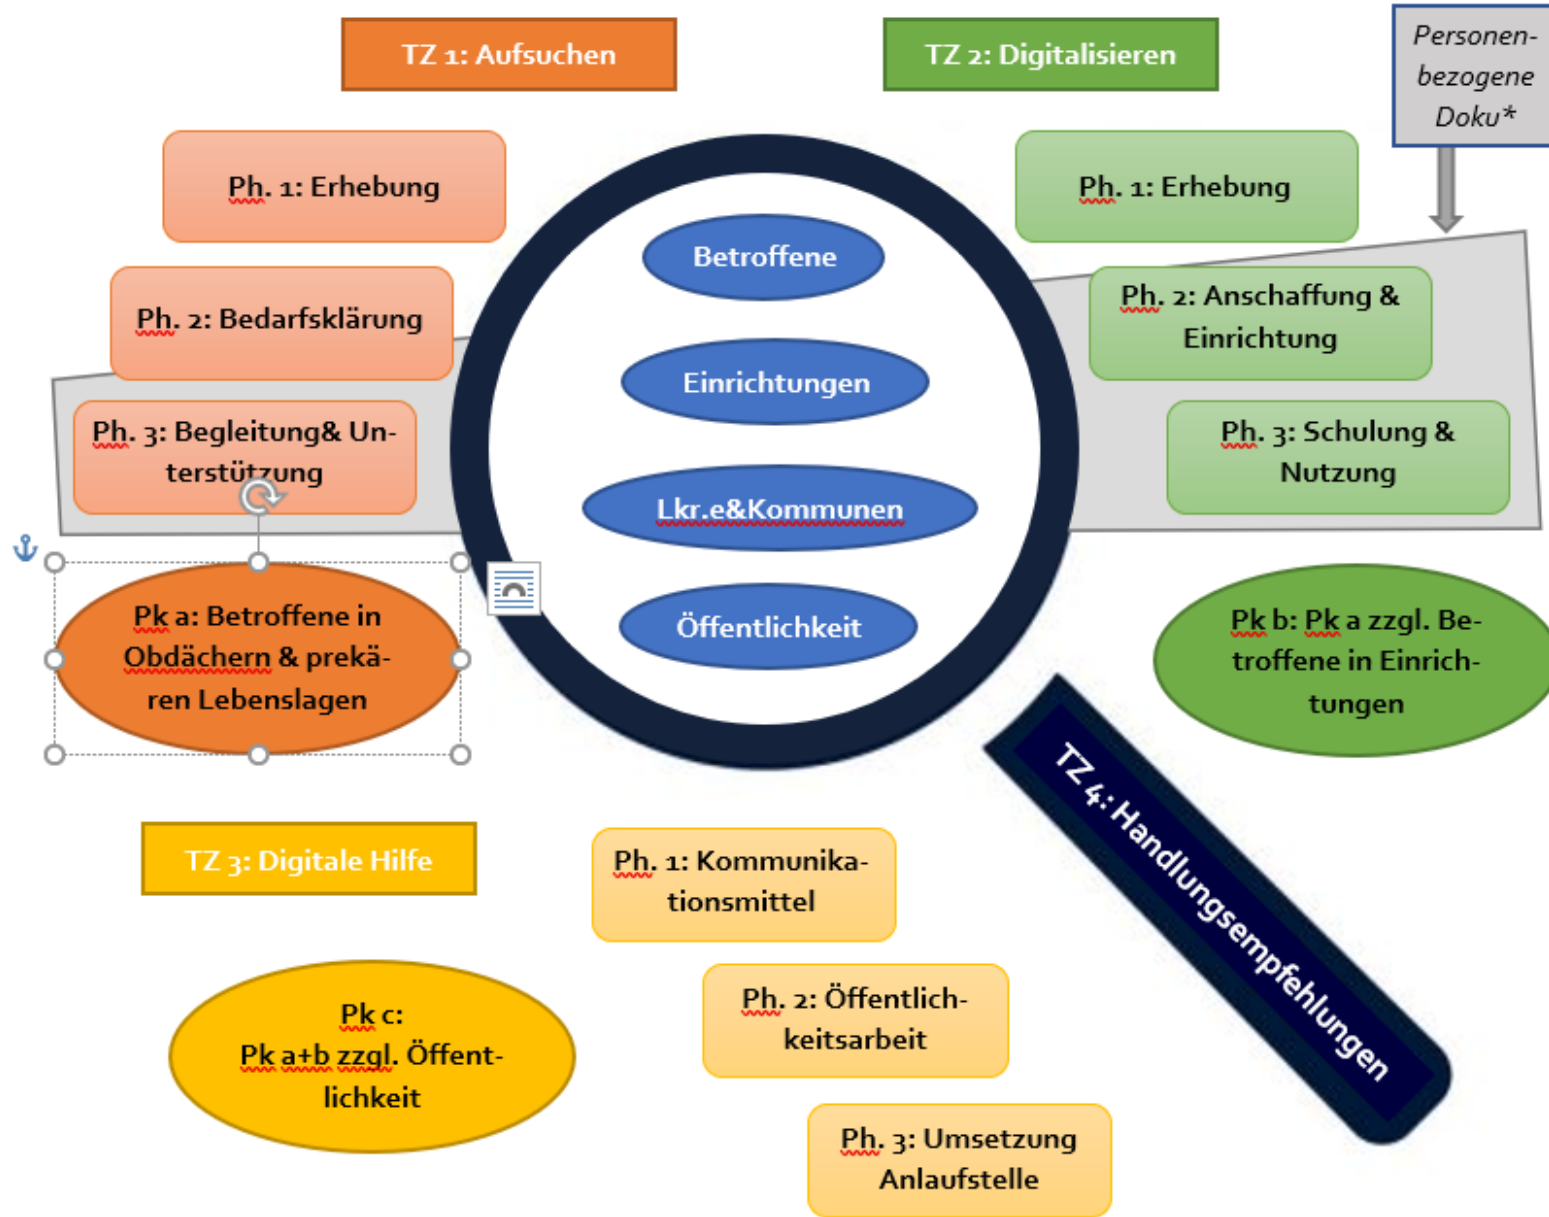 TZ 1: Aufsuchen
TZ 2: Digitalisieren
Personen-
bezogene
Doku*
Ph. 1: Erhebung
Ph. 2: Bedarfsklärung
Ph. 3: Begleitung& Un-
terstützung
Pk a: Betroffene in
Obdächern & prekä-
ren Lebenslagen
Betroffene
Einrichtungen
Lkr.e&Kommunen
Öffentlichkeit
Ph. 1: Erhebung
Ph. 2: Anschaffung &
Einrichtung
Ph. 3: Schulung &
Nutzung
Pk b: Pk a zzgl. Be-
troffene in Einrich-
tungen
TZ 3: Digitale Hilfe
Pk c:
Pk a+b zzgl. Öffent-
lichkeit
Ph. 1: Kommunika-
tionsmittel
Ph. 2: Öffentlich-
keitsarbeit
Ph. 3: Umsetzung
Anlaufstelle
TZ 4: Handlungsempfehlungen